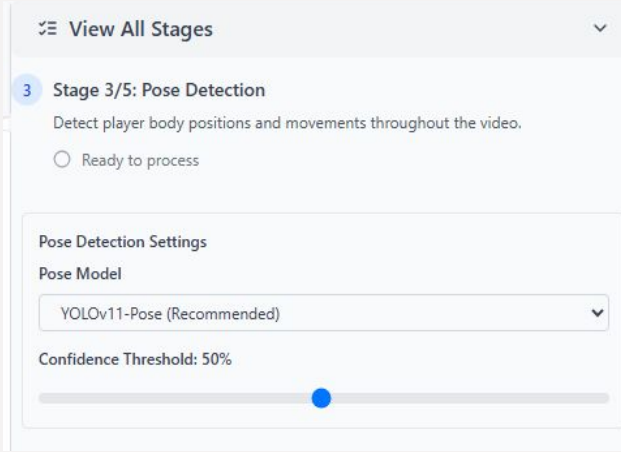 View All Stages
3 Stage 3/5: Pose Detection
Detect player body positions and movements throughout the video.
Ready to process
Pose Detection Settings
Pose Model
YOLOv11-Pose (Recommended)
Confidence Threshold: 50%